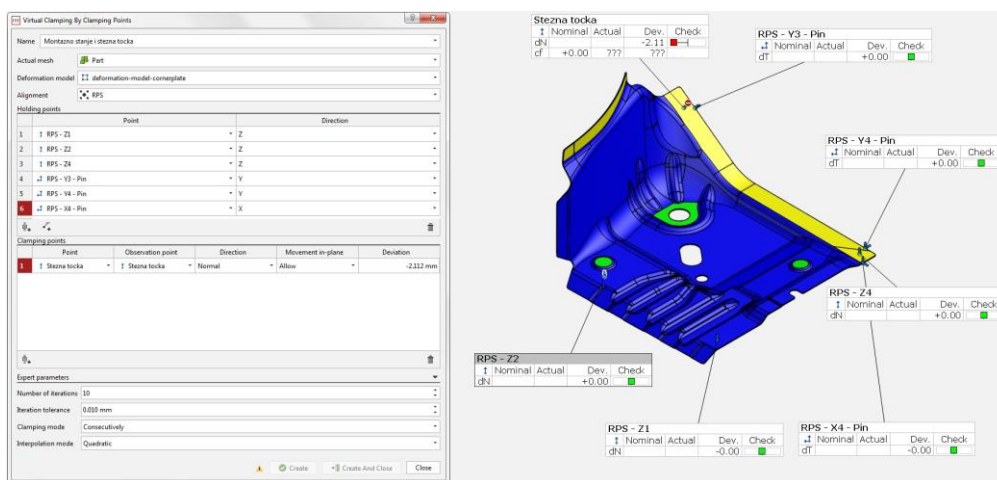 Virtual Clamping By Clamping Points
Name Montazno stanje i stezna tocka
Actual mesh Part
Deformation model deformation-model-cornerplate
Alignment RPS
Holding points
Point Direction
1 RPS - Z1 Z
2 RPS - Z2 Z
3 RPS - Z4 Z
4 RPS - Y3 - Pin Y
5 RPS - Y4 - Pin Y
6 RPS - X4 - Pin X
Clamping points
Point Observation point Direction Movement in-plane Deviation
1 Stezna tocka Stezna tocka Normal Allow -2.112 mm
Expert parameters
Number of iterations 10
Iteration tolerance 0.010 mm
Clamping mode Consecutively
Interpolation mode Quadratic
Create Create And Close Close
Stezna tocka
Nominal Actual Dev. Check
dN -2.11
cf +0.00 ??? ???
RPS - Y3 - Pin
Nominal Actual Dev. Check
dT +0.00
RPS - Y4 - Pin
Nominal Actual Dev. Check
dT +0.00
RPS - Z4
Nominal Actual Dev. Check
dN +0.00
RPS - Z2
Nominal Actual Dev. Check
dN +0.00
RPS - Z1
Nominal Actual Dev. Check
dN -0.00
RPS - X4 - Pin
Nominal Actual Dev. Check
dT -0.00